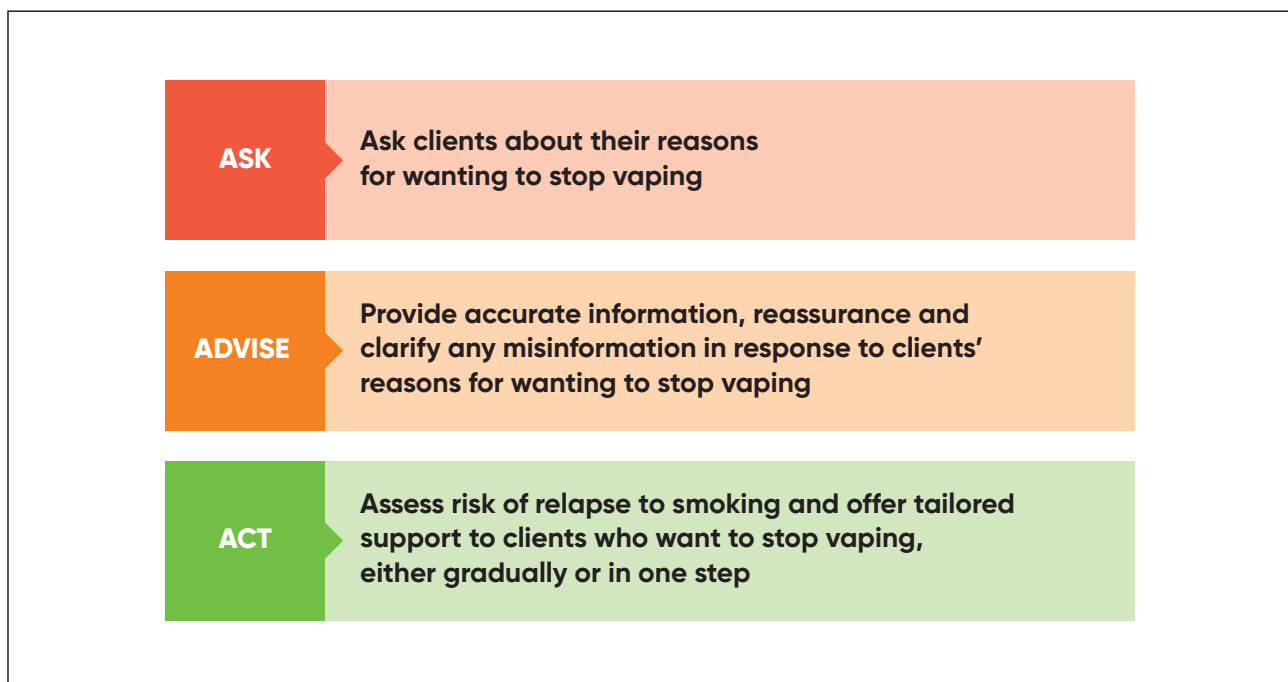 ASK
Ask clients about their reasons
for wanting to stop vaping
ADVISE
Provide accurate information, reassurance and
clarify any misinformation in response to clients’
reasons for wanting to stop vaping
ACT
Assess risk of relapse to smoking and offer tailored
support to clients who want to stop vaping,
either gradually or in one step